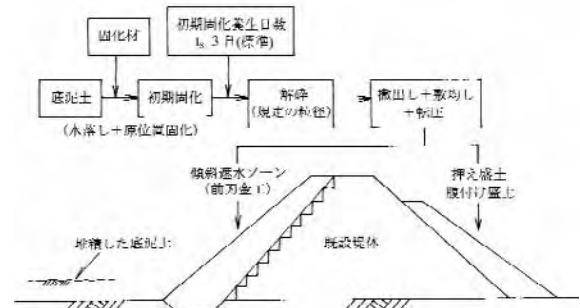 固化材
初期固化養生日数
ts 3日(標準)
底泥土
初期固化
解砕
(規定の粒径)
撒出し＋敷均し
＋転圧
(水落し＋原位置固化)
傾斜遮水ゾーン
(前刃金工)
押え盛土
腹付け盛土
堆積した底泥土
既設堤体